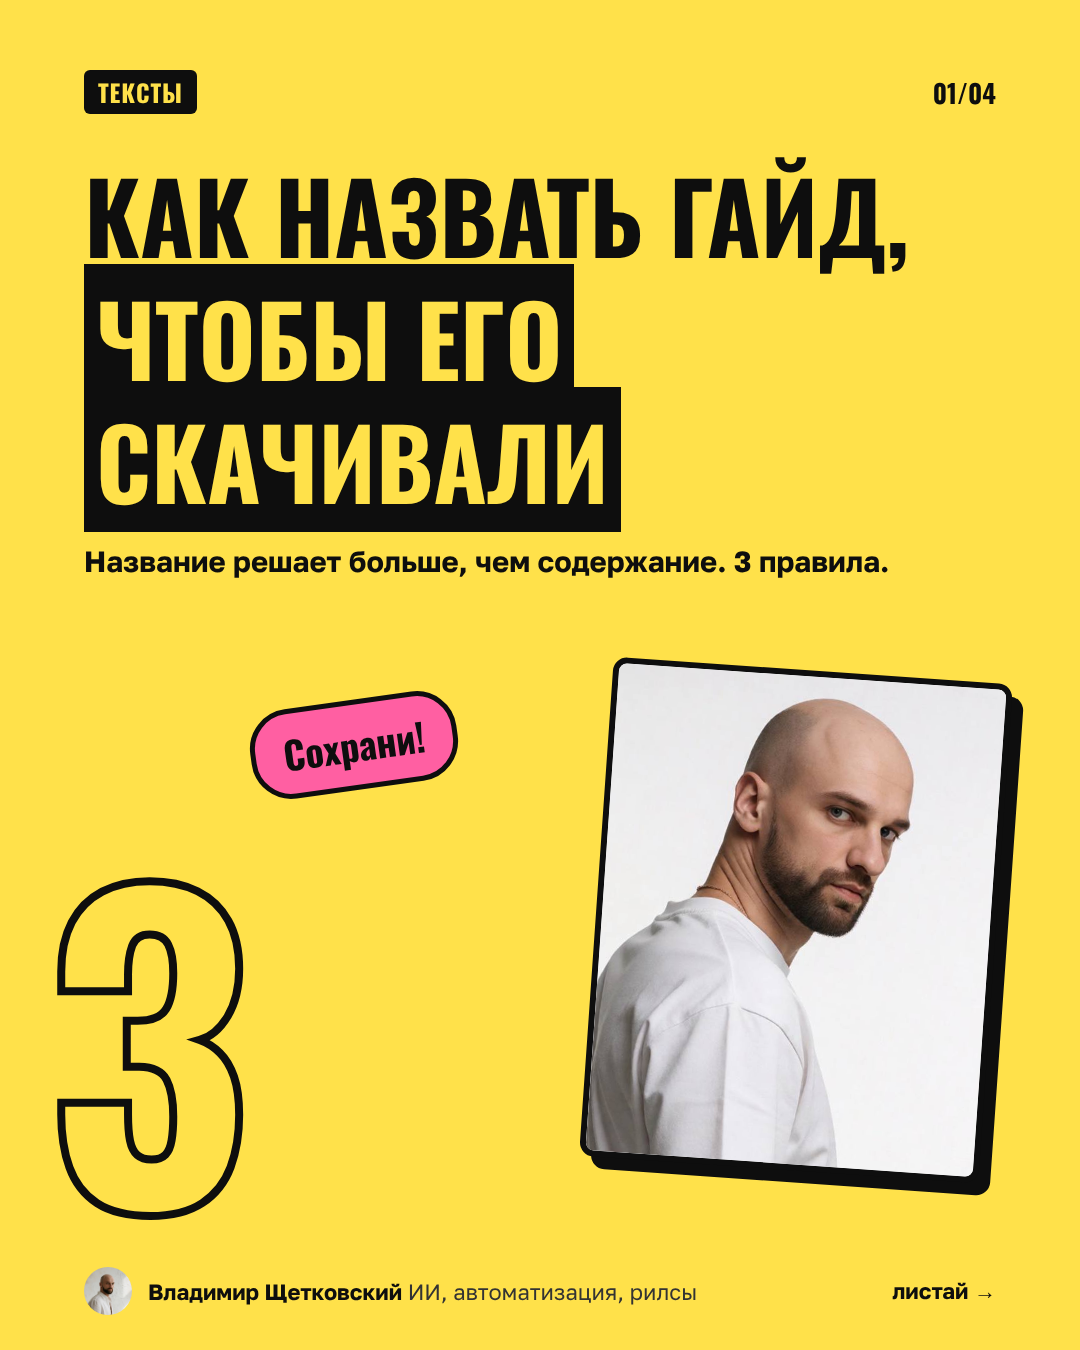 ТЕКСТЫ
01/04
КАК НАЗВАТЬ ГАЙД,
ЧТОБЫ ЕГО
СКАЧИВАЛИ
Название решает больше, чем содержание. 3 правила.
Сохрани!
3
Владимир Щетковский ИИ, автоматизация, рилсы
листай →